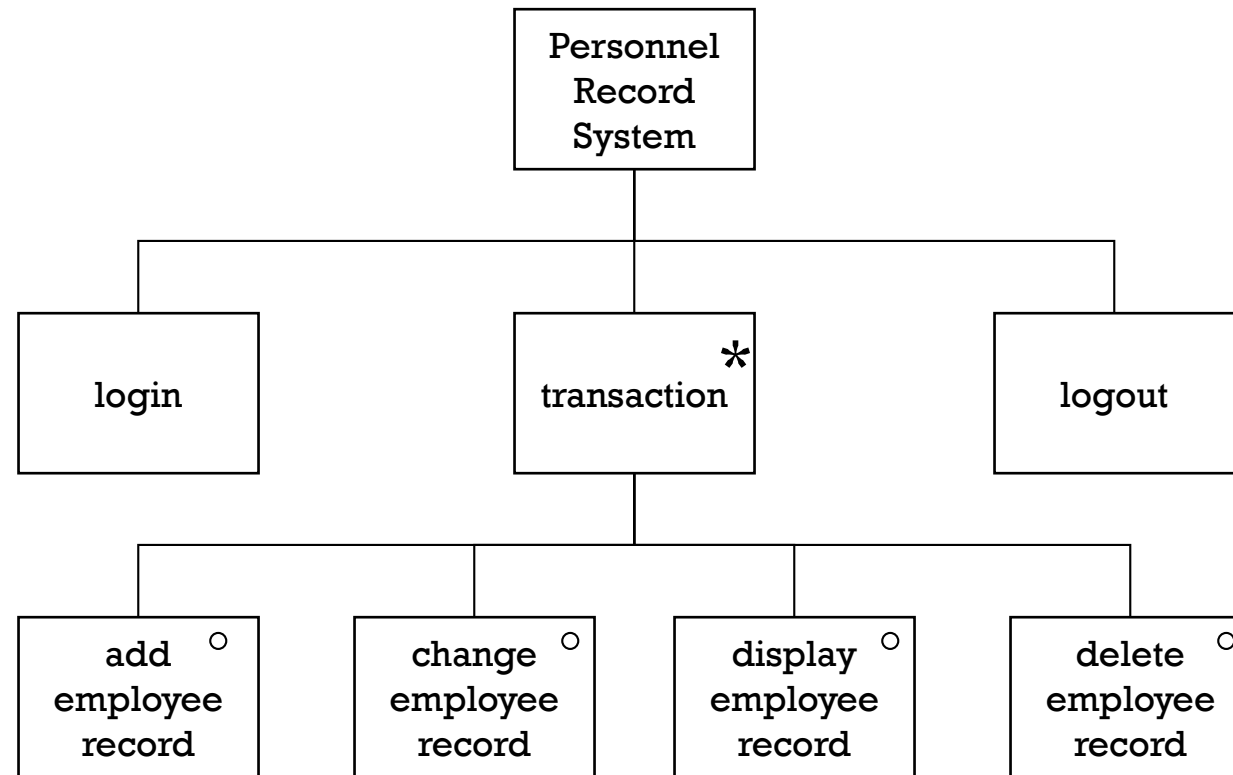 Personnel
Record
System
login
transaction *
logout
add
employee
record
change
employee
record
display
employee
record
delete
employee
record